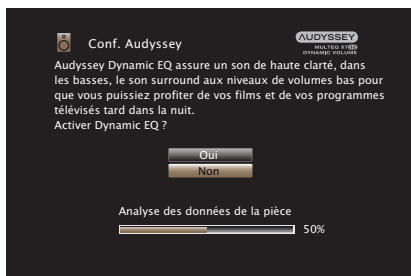 Conf. Audyssey
AUDYSSEY
MULTEQ XT32
DYNAMIC VOLUME
Audyssey Dynamic EQ assure un son de haute clarté, dans
les basses, le son surround aux niveaux de volumes bas pour
que vous puissiez profiter de vos films et de vos programmes
télévisés tard dans la nuit.
Activer Dynamic EQ ?
Oui
Non
Analyse des données de la pièce
50%